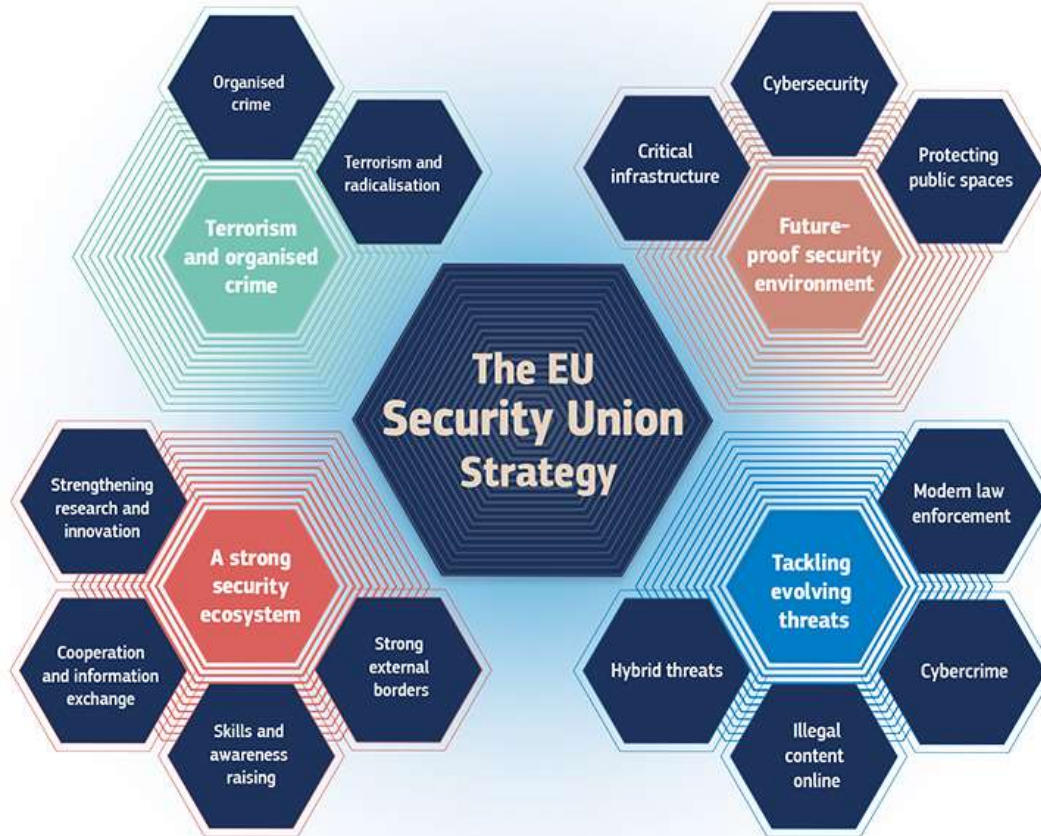 Organised
crime
Terrorism and
radicalisation
Terrorism
and organised
crime
Cybersecurity
Critical
infrastructure
Protecting
public spaces
Future-
proof security
environment
The EU
Security Union
Strategy
Strengthening
research and
innovation
A strong
security
ecosystem
Cooperation
and information
exchange
Skills and
awareness
raising
Strong
external
borders
Modern law
enforcement
Tackling
evolving
threats
Hybrid threats
Cybercrime
Illegal
content
online